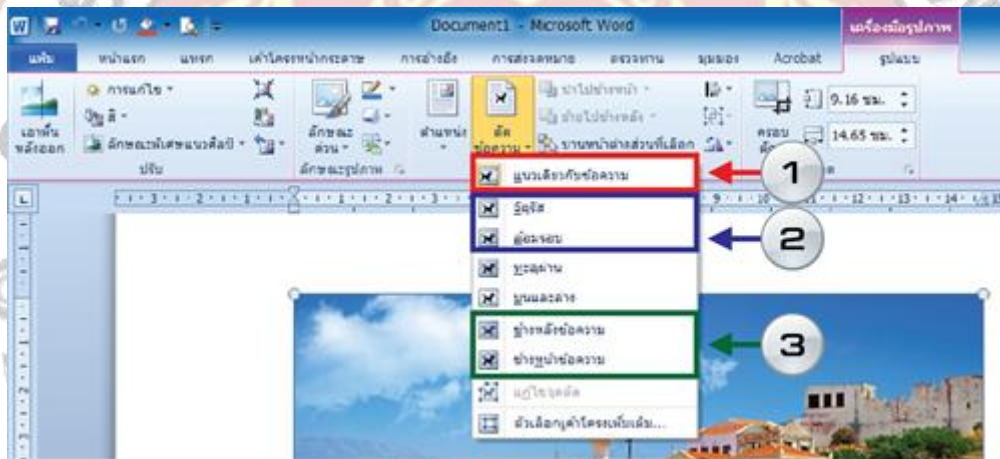 Document1 - Microsoft Word
เครื่องมือรูปภาพ
แฟ้ม หน้าแรก แทรก เค้าโครงหน้ากระดาษ การอ้างอิง การส่งจดหมาย ตรวจทาน มุมมอง Acrobat รูปแบบ
การแก้ไข
สี
ลักษณะพิเศษแนวศิลป์
เอาพื้นหลังออก
ปรับ
ลักษณะด่วน
ลักษณะรูปภาพ
ตำแหน่ง
ตัดข้อความ
นำไปข้างหน้า
ย้ายไปข้างหลัง
บานหน้าต่างส่วนที่เลือก
ครอบตัด
9.16 ซม.
14.65 ซม.
แนวเดียวกับข้อความ
1
จัตุรัส
ล้อมรอบ
2
ทะลุผ่าน
บนและล่าง
ข้างหลังข้อความ
ข้างหน้าข้อความ
3
แก้ไขจุดตัด
ตัวเลือกเค้าโครงเพิ่มเติม...